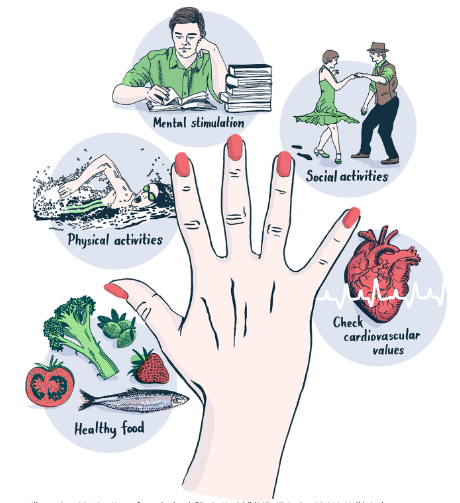 Mental stimulation
Social activities
Physical activities
Check
cardiovascular
values
Healthy food